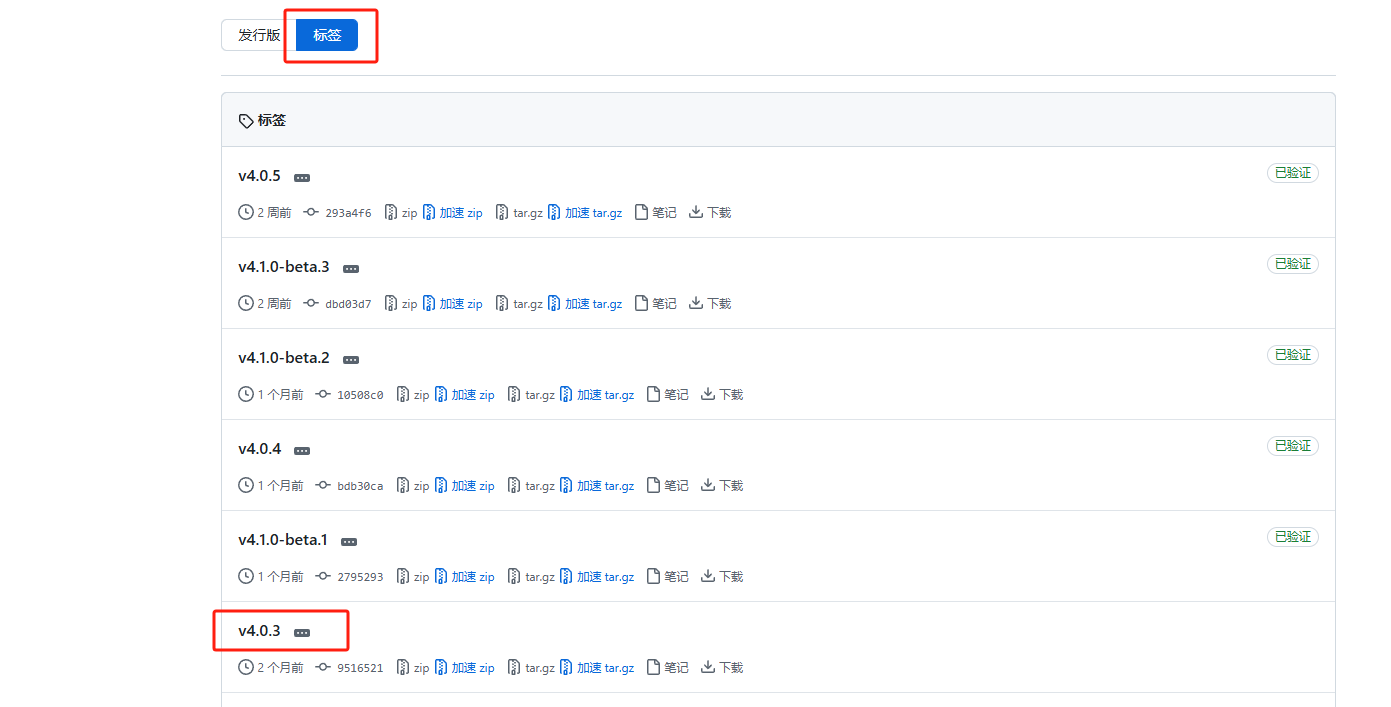 发行版 标签
标签
v4.0.5 已验证
2 周前 293a4f6 zip 加速 zip tar.gz 加速 tar.gz 笔记 下载
v4.1.0-beta.3 已验证
2 周前 dbd03d7 zip 加速 zip tar.gz 加速 tar.gz 笔记 下载
v4.1.0-beta.2 已验证
1 个月前 10508c0 zip 加速 zip tar.gz 加速 tar.gz 笔记 下载
v4.0.4 已验证
1 个月前 bdb30ca zip 加速 zip tar.gz 加速 tar.gz 笔记 下载
v4.1.0-beta.1 已验证
1 个月前 2795293 zip 加速 zip tar.gz 加速 tar.gz 笔记 下载
v4.0.3
2 个月前 9516521 zip 加速 zip tar.gz 加速 tar.gz 笔记 下载